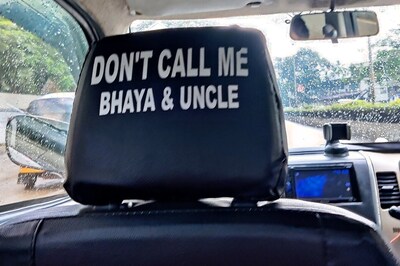 DON'T CALL ME
BHAYA & UNCLE